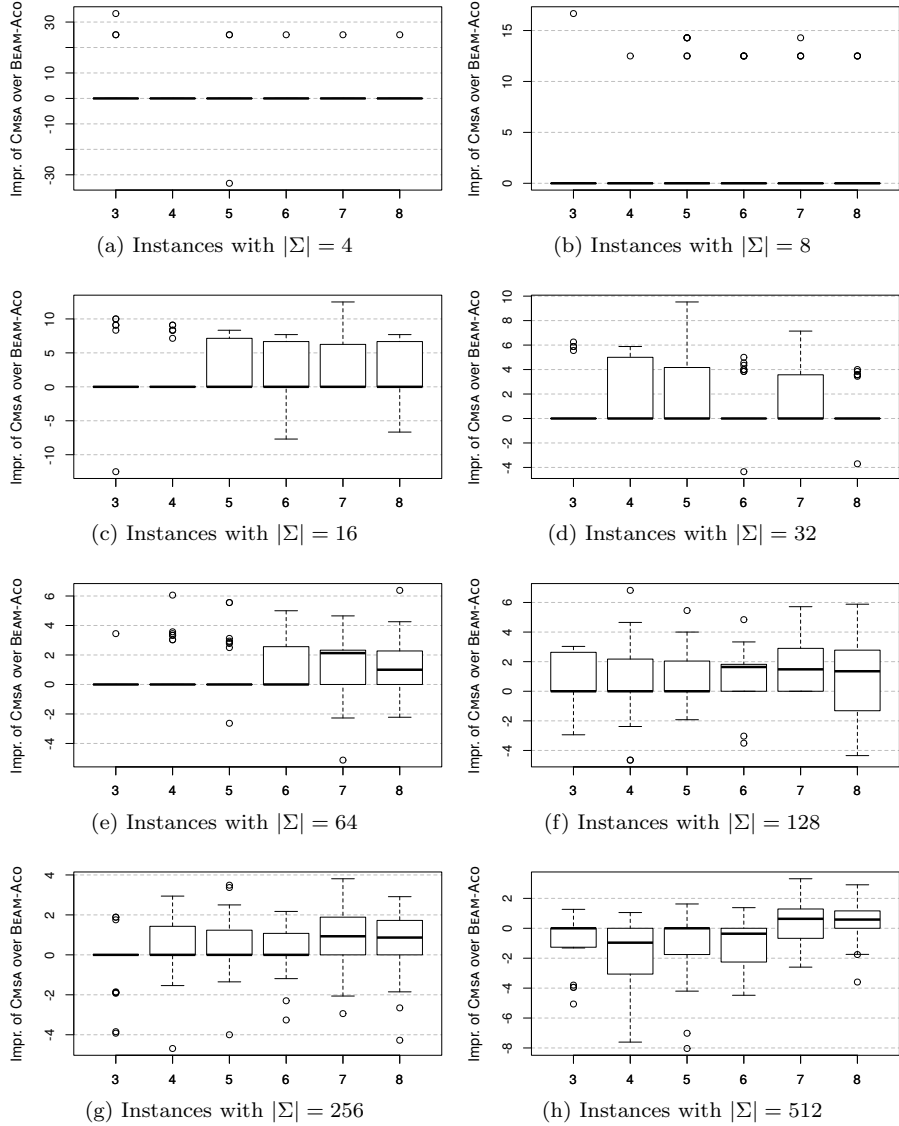 Impr. of CMSA over BEAM-ACO
30
10
0
-10
-30
3 4 5 6 7 8
(a) Instances with |Σ| = 4
Impr. of CMSA over BEAM-ACO
15
10
5
0
3 4 5 6 7 8
(b) Instances with |Σ| = 8
Impr. of CMSA over BEAM-ACO
10
5
0
-5
-10
3 4 5 6 7 8
(c) Instances with |Σ| = 16
Impr. of CMSA over BEAM-ACO
10
8
6
4
2
0
-2
-4
3 4 5 6 7 8
(d) Instances with |Σ| = 32
Impr. of CMSA over BEAM-ACO
6
4
2
0
-2
-4
3 4 5 6 7 8
(e) Instances with |Σ| = 64
Impr. of CMSA over BEAM-ACO
6
4
2
0
-2
-4
3 4 5 6 7 8
(f) Instances with |Σ| = 128
Impr. of CMSA over BEAM-ACO
4
2
0
-2
-4
3 4 5 6 7 8
(g) Instances with |Σ| = 256
Impr. of CMSA over BEAM-ACO
2
0
-2
-4
-6
-8
3 4 5 6 7 8
(h) Instances with |Σ| = 512